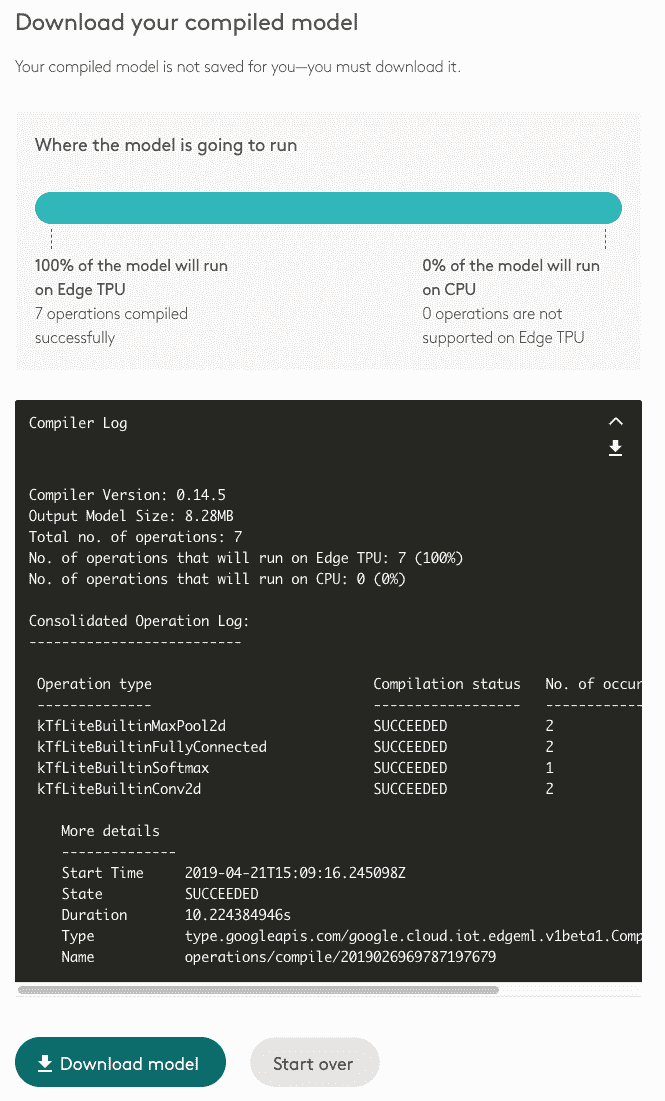 Download your compiled model
Your compiled model is not saved for you—you must download it.
Where the model is going to run
100% of the model will run
on Edge TPU
7 operations compiled
successfully
0% of the model will run
on CPU
0 operations are not
supported on Edge TPU
Compiler Log
Compiler Version: 0.14.5
Output Model Size: 8.28MB
Total no. of operations: 7
No. of operations that will run on Edge TPU: 7 (100%)
No. of operations that will run on CPU: 0 (0%)
Consolidated Operation Log:
--------------------------
Operation type Compilation status No. of occur
-------------- ------------------ ------------
kTfLiteBuiltinMaxPool2d SUCCEEDED 2
kTfLiteBuiltinFullyConnected SUCCEEDED 2
kTfLiteBuiltinSoftmax SUCCEEDED 1
kTfLiteBuiltinConv2d SUCCEEDED 2
More details
--------------
Start Time 2019-04-21T15:09:16.245098Z
State SUCCEEDED
Duration 10.224384946s
Type type.googleapis.com/google.cloud.iot.edgeml.v1beta1.Comp
Name operations/compile/2019026969787197679
Download model
Start over